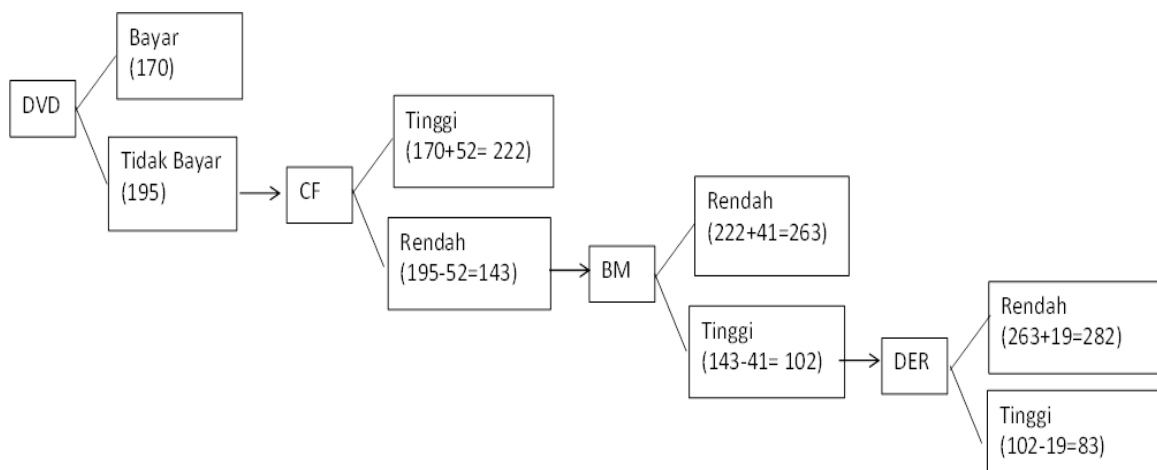 DVD
Bayar
(170)
Tidak Bayar
(195)
CF
Tinggi
(170+52= 222)
Rendah
(195-52=143)
BM
Rendah
(222+41=263)
Tinggi
(143-41= 102)
DER
Rendah
(263+19=282)
Tinggi
(102-19=83)